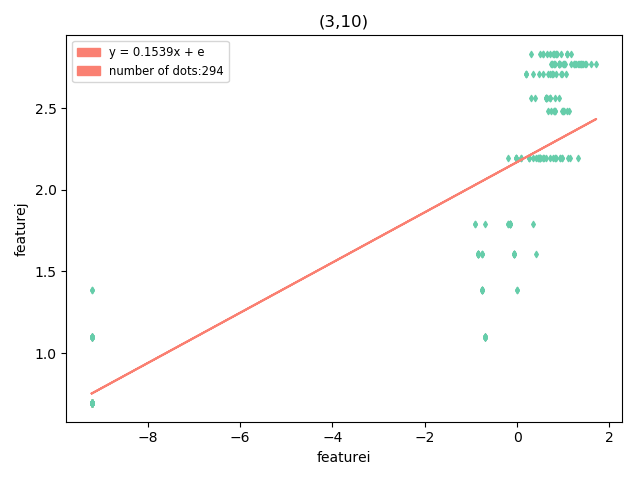 (3,10)
y = 0.1539x + e
number of dots:294
featurej
2.5
2.0
1.5
1.0
−8
−6
−4
−2
0
2
featurei